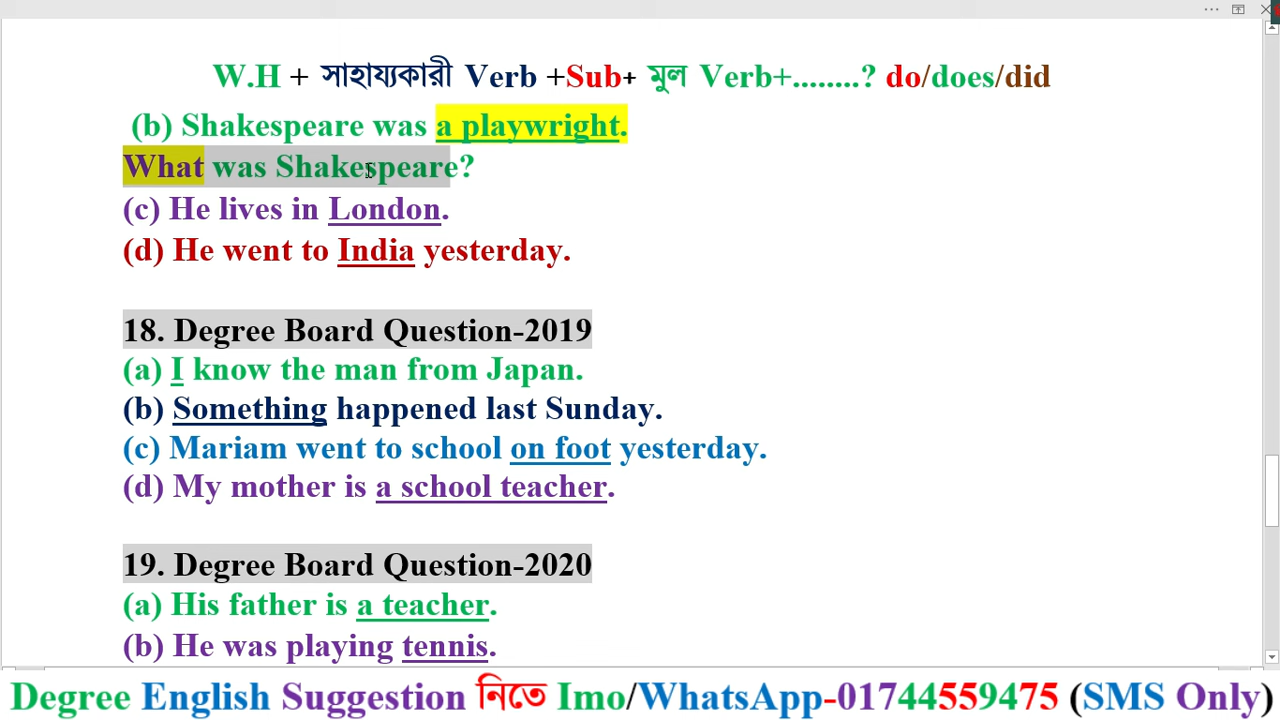 W.H + সাহায্যকারী Verb +Sub+ মুল Verb+........? do/does/did
(b) Shakespeare was a playwright.
What was Shakespeare?
(c) He lives in London.
(d) He went to India yesterday.
18. Degree Board Question-2019
(a) I know the man from Japan.
(b) Something happened last Sunday.
(c) Mariam went to school on foot yesterday.
(d) My mother is a school teacher.
19. Degree Board Question-2020
(a) His father is a teacher.
(b) He was playing tennis.
Degree English Suggestion নিতে Imo/WhatsApp-01744559475 (SMS Only)